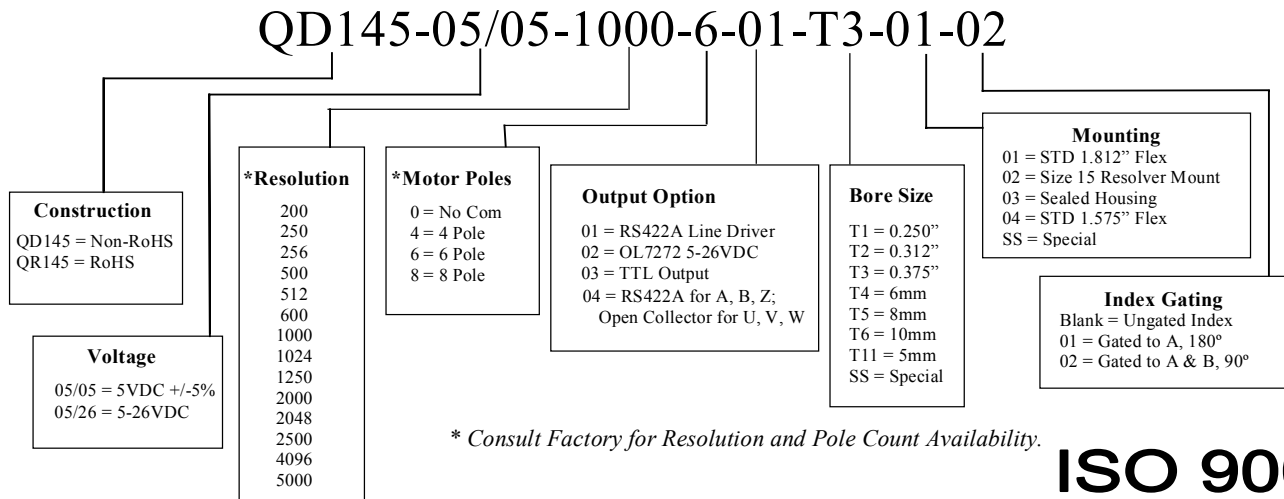 QD145-05/05-1000-6-01-T3-01-02
Construction
QD145 = Non-RoHS
QR145 = RoHS
Voltage
05/05 = 5VDC +/-5%
05/26 = 5-26VDC
*Resolution
200
250
256
500
512
600
1000
1024
1250
2000
2048
2500
4096
5000
*Motor Poles
0 = No Com
4 = 4 Pole
6 = 6 Pole
8 = 8 Pole
Output Option
01 = RS422A Line Driver
02 = OL7272 5-26VDC
03 = TTL Output
04 = RS422A for A, B, Z;
Open Collector for U, V, W
Bore Size
T1 = 0.250”
T2 = 0.312”
T3 = 0.375”
T4 = 6mm
T5 = 8mm
T6 = 10mm
T11 = 5mm
SS = Special
Mounting
01 = STD 1.812” Flex
02 = Size 15 Resolver Mount
03 = Sealed Housing
04 = STD 1.575” Flex
SS = Special
Index Gating
Blank = Ungated Index
01 = Gated to A, 180º
02 = Gated to A & B, 90º
* Consult Factory for Resolution and Pole Count Availability.
ISO